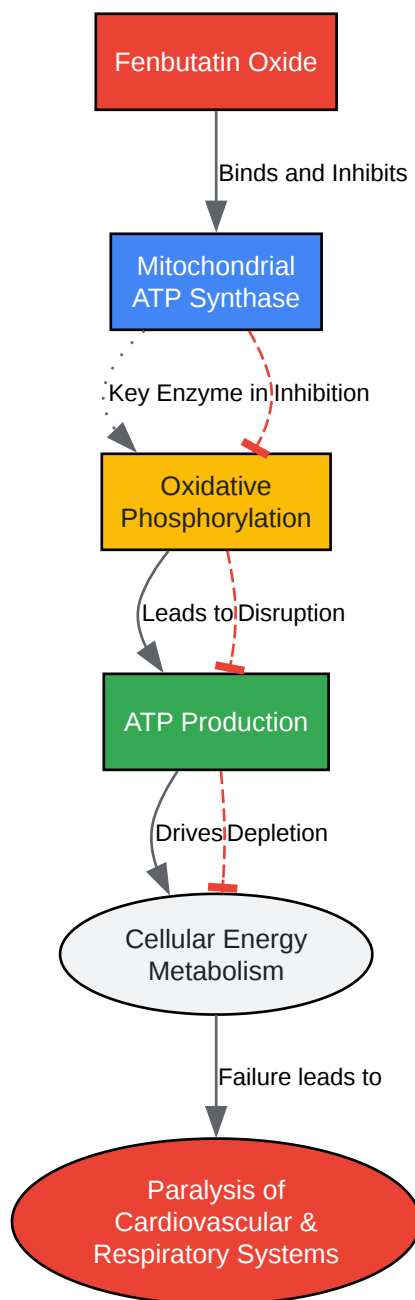 Fenbutatin Oxide
Binds and Inhibits
Mitochondrial
ATP Synthase
Key Enzyme in Inhibition
Oxidative
Phosphorylation
Leads to Disruption
ATP Production
Drives Depletion
Cellular Energy
Metabolism
Failure leads to
Paralysis of
Cardiovascular &
Respiratory Systems